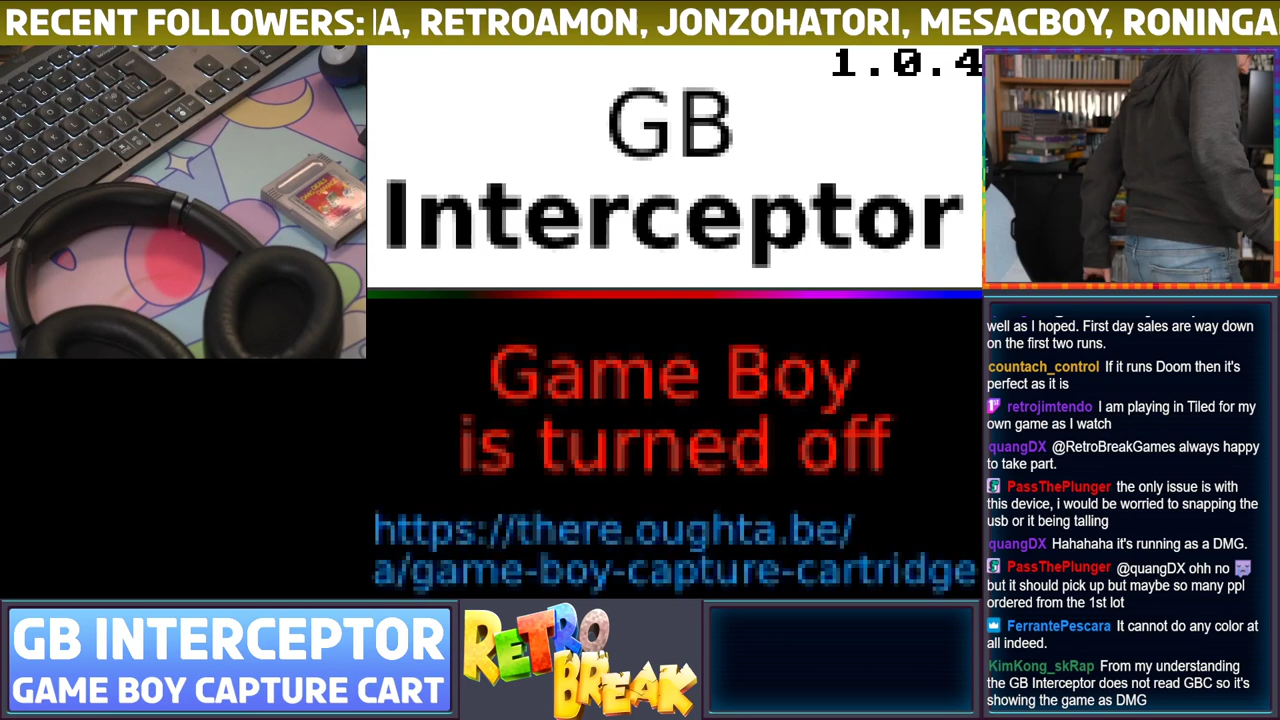 RECENT FOLLOWERS: IA, RETROAMON, JONZOHATORI, MESACBOY, RONINGA
1.0.4
GB
Interceptor
Game Boy
is turned off
https://there.oughta.be/
a/game-boy-capture-cartridge
well as I hoped. First day sales are way down
on the first two runs.
countach_control If it runs Doom then it's
perfect as it is
retrojimtendo I am playing in Tiled for my
own game as I watch
quangDX @RetroBreakGames always happy
to take part.
PassThePlunger the only issue is with
this device, i would be worried to snapping the
usb or it being talling
quangDX Hahahaha it's running as a DMG.
PassThePlunger @quangDX ohh no
but it should pick up but maybe so many ppl
ordered from the 1st lot
FerrantePescara It cannot do any color at
all indeed.
KimKong_skRap From my understanding
the GB Interceptor does not read GBC so it's
showing the game as DMG
GB INTERCEPTOR
GAME BOY CAPTURE CART
RETRO
BREAK